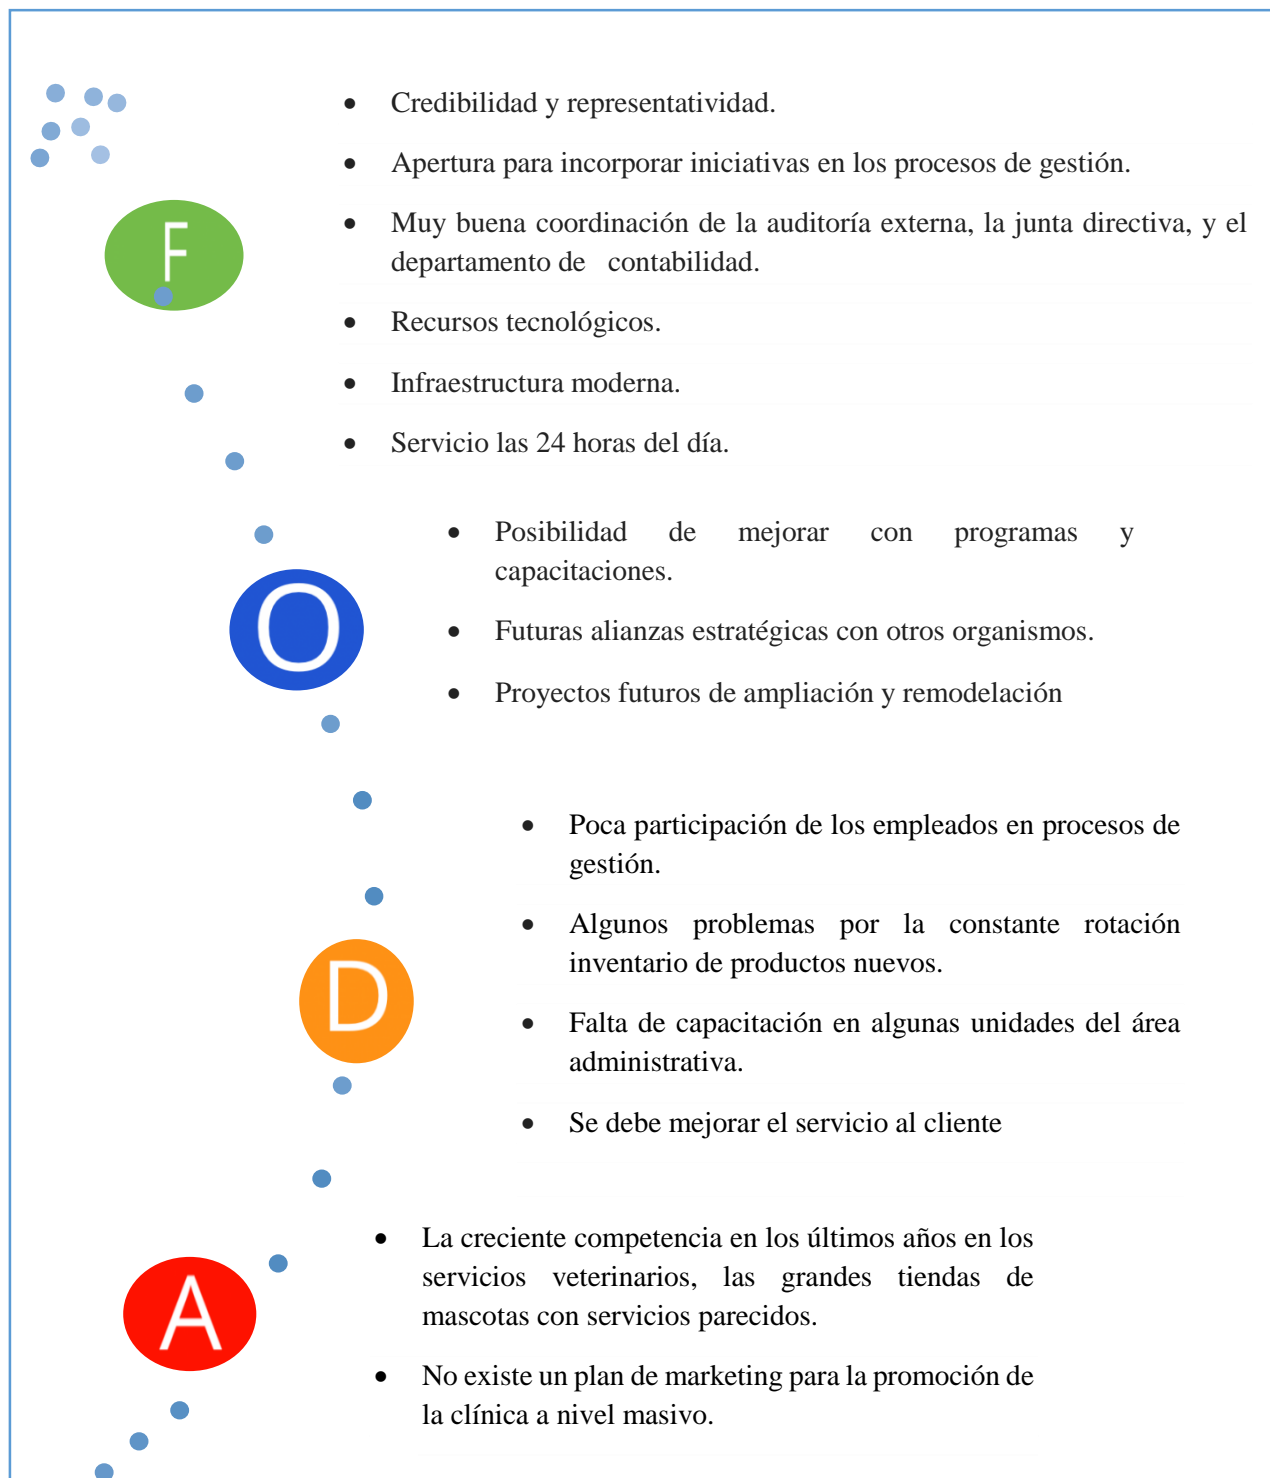 • Credibilidad y representatividad.
• Apertura para incorporar iniciativas en los procesos de gestión.
• Muy buena coordinación de la auditoría externa, la junta directiva, y el
departamento de contabilidad.
F
• Recursos tecnológicos.
• Infraestructura moderna.
• Servicio las 24 horas del día.
• Posibilidad de mejorar con programas y
capacitaciones.
O
• Futuras alianzas estratégicas con otros organismos.
• Proyectos futuros de ampliación y remodelación
• Poca participación de los empleados en procesos de
gestión.
• Algunos problemas por la constante rotación
inventario de productos nuevos.
D
• Falta de capacitación en algunas unidades del área
administrativa.
• Se debe mejorar el servicio al cliente
• La creciente competencia en los últimos años en los
servicios veterinarios, las grandes tiendas de
mascotas con servicios parecidos.
A
• No existe un plan de marketing para la promoción de
la clínica a nivel masivo.